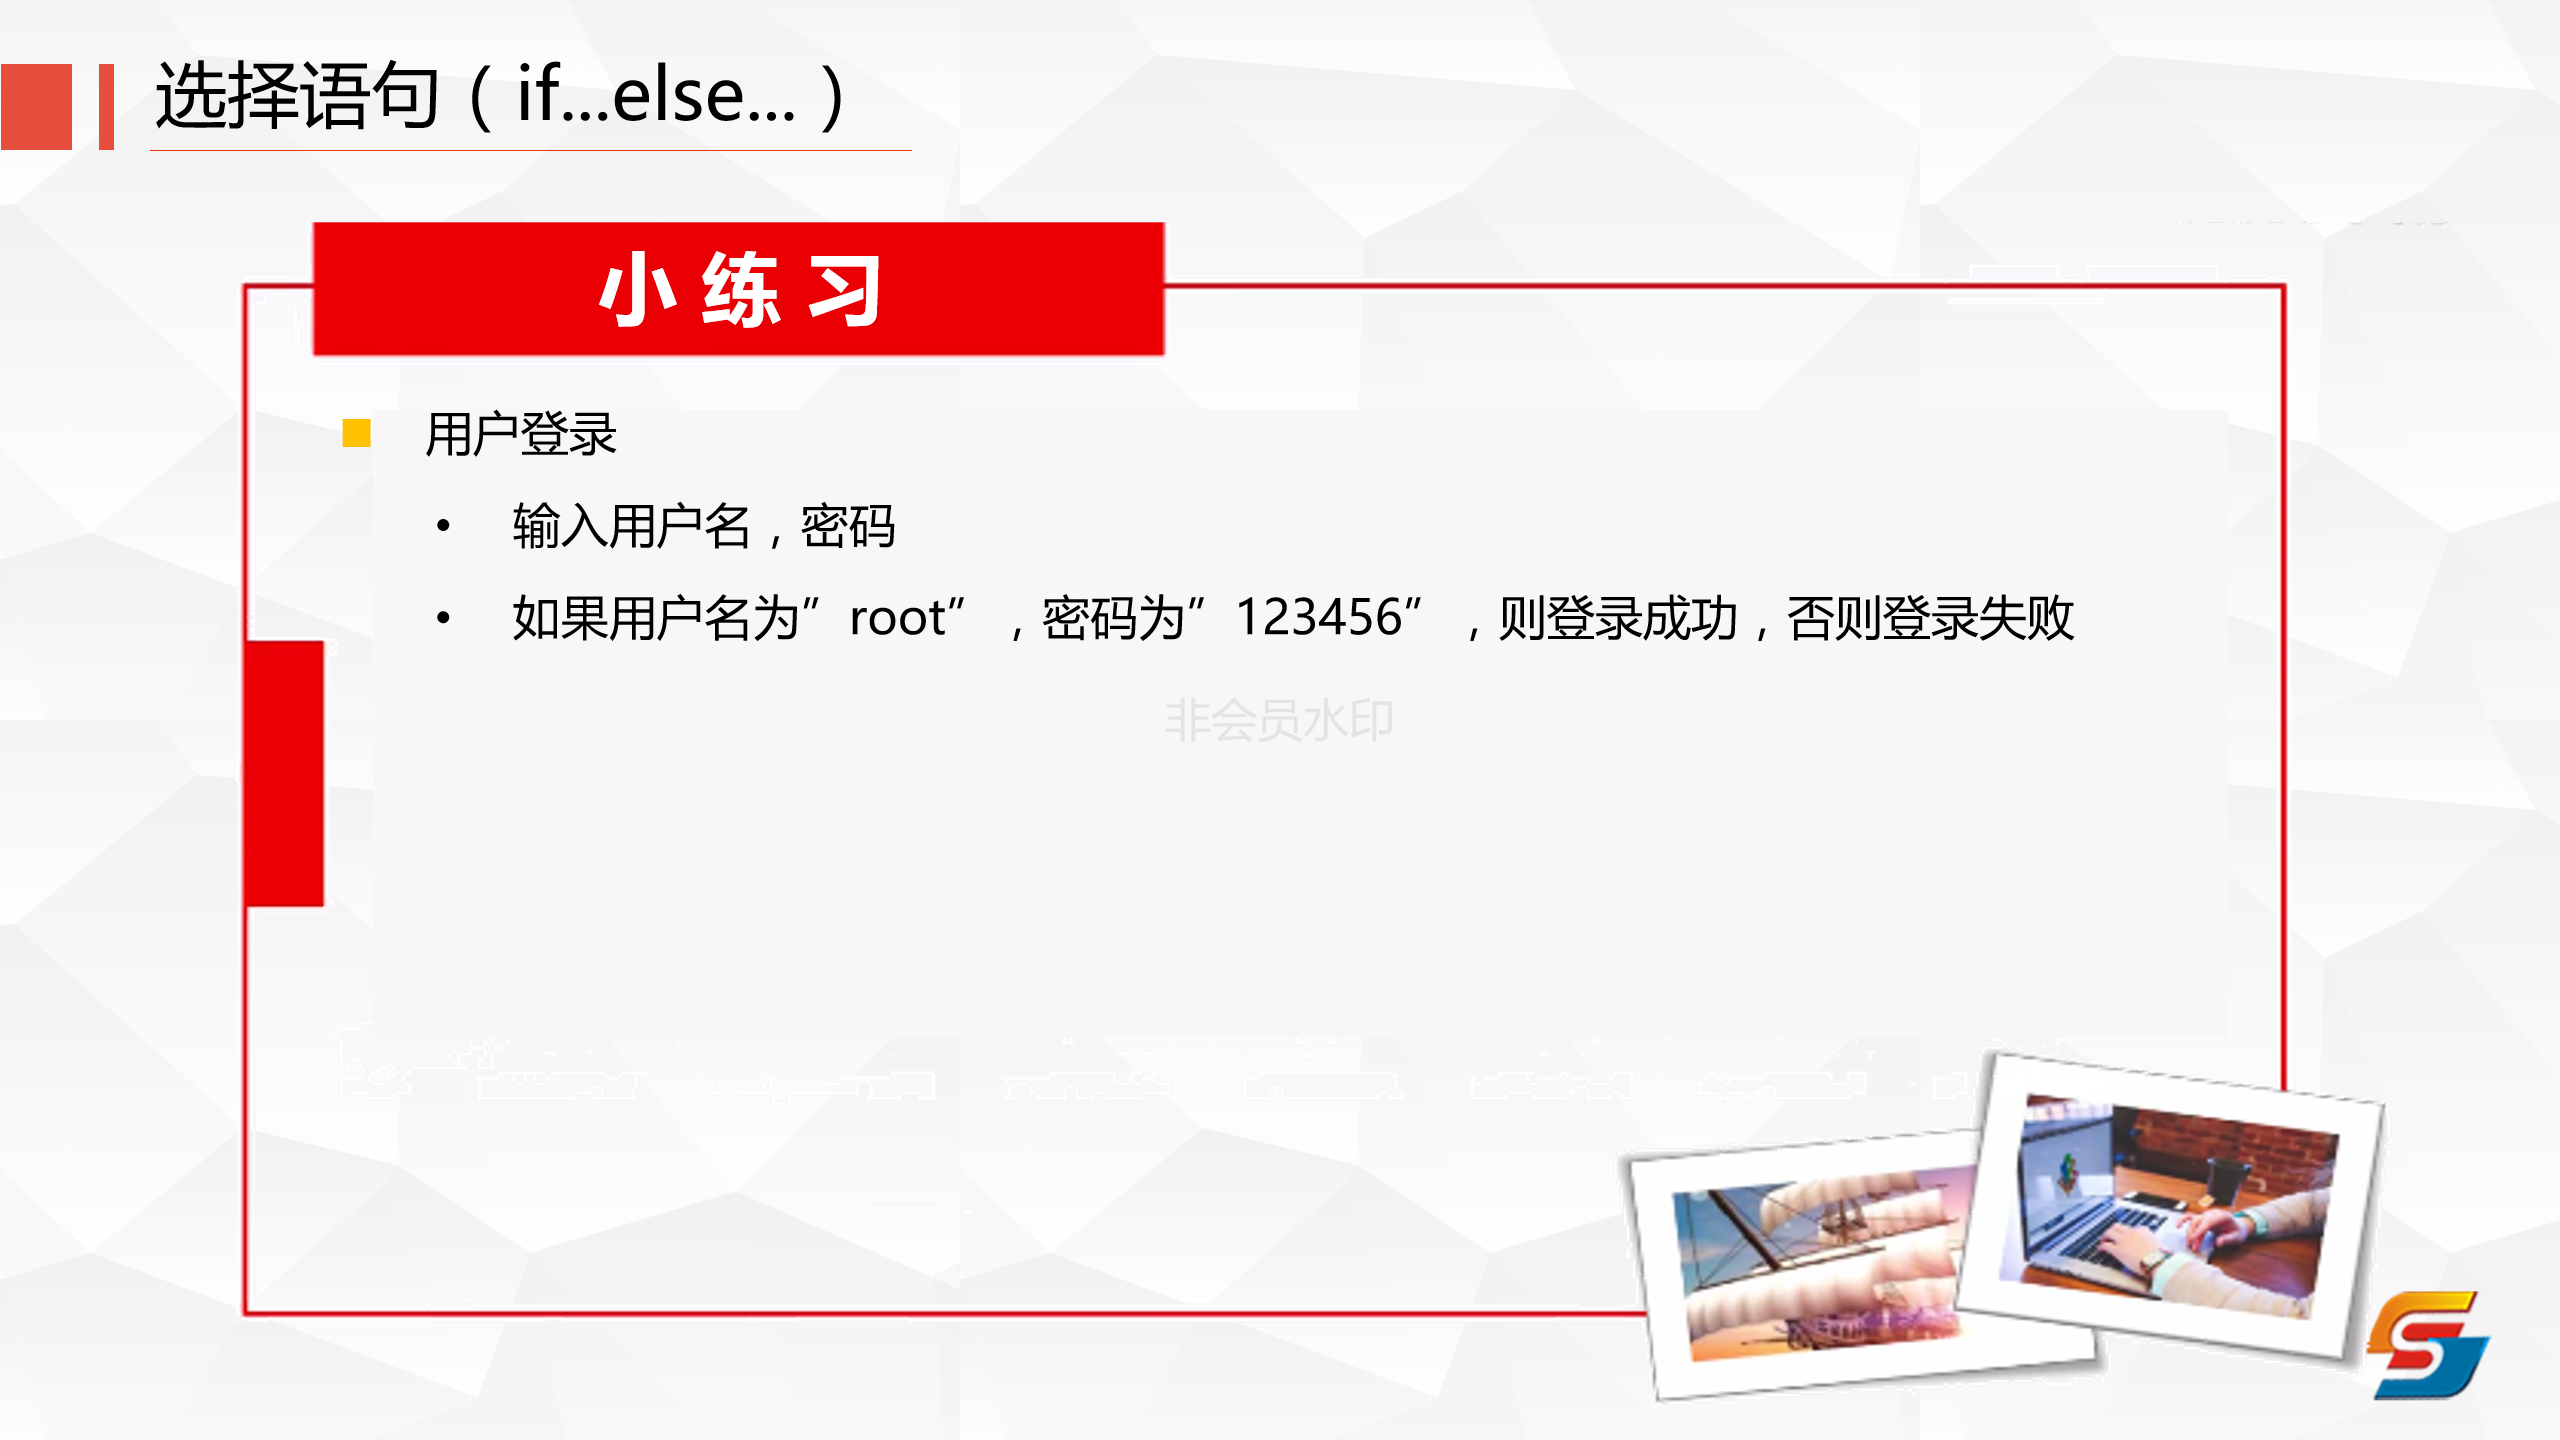 选择语句（if...else...）
小 练 习
■ 用户登录
• 输入用户名，密码
• 如果用户名为”root”，密码为”123456”，则登录成功，否则登录失败
非会员水印